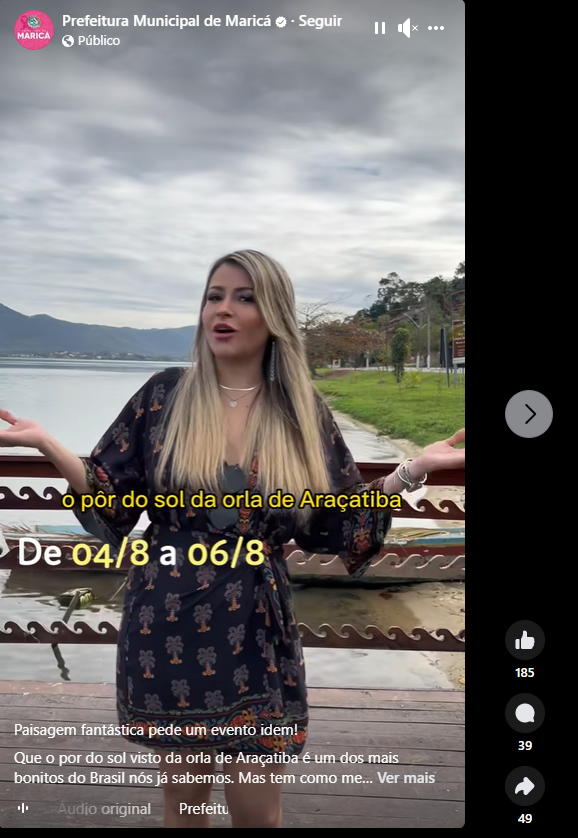 Prefeitura Municipal de Maricá · Seguir
MARICÁ
Público
o pôr do sol da orla de Araçatiba
De 04/8 a 06/8
Paisagem fantástica pede um evento idem!
Que o por do sol visto da orla de Araçatiba é um dos mais
bonitos do Brasil nós já sabemos. Mas tem como me... Ver mais
Áudio original Prefeitu
185
39
49